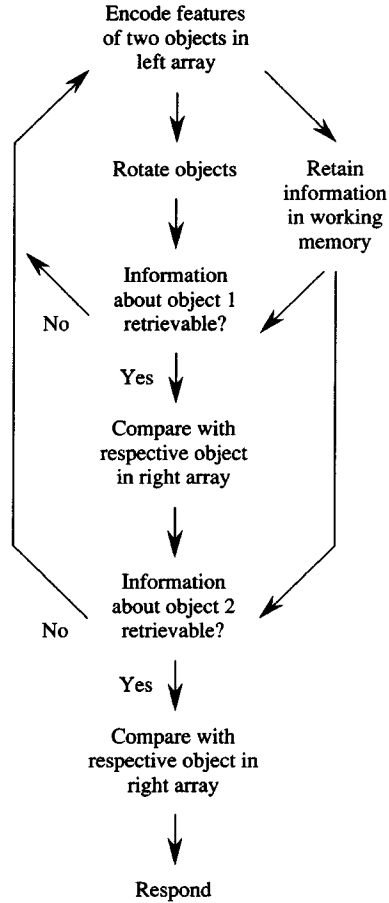 Encode features
of two objects in
left array
Rotate objects
Retain
information
in working
memory
Information
about object 1
retrievable?
No
Yes
Compare with
respective object
in right array
Information
about object 2
retrievable?
No
Yes
Compare with
respective object in
right array
Respond